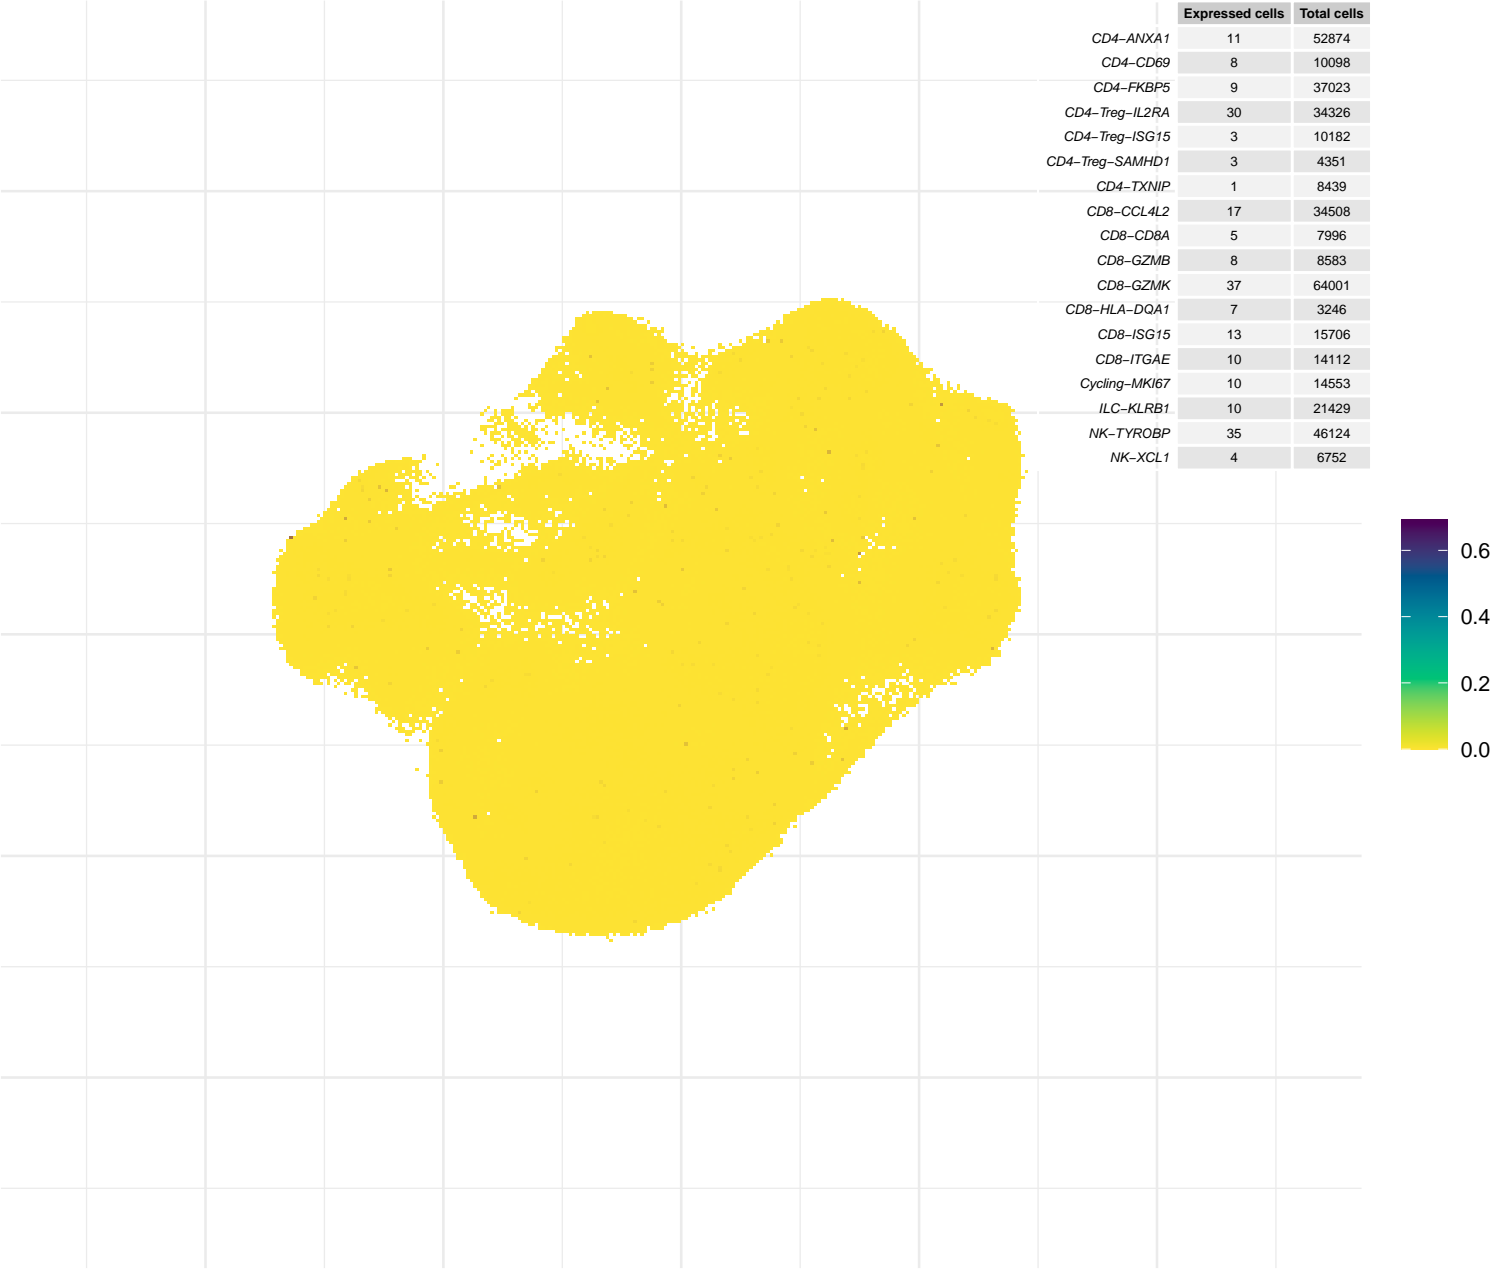 Expressed cells Total cells
CD4−ANXA1 11 52874
CD4−CD69 8 10098
CD4−FKBP5 9 37023
CD4−Treg−IL2RA 30 34326
CD4−Treg−ISG15 3 10182
CD4−Treg−SAMHD1 3 4351
CD4−TXNIP 1 8439
CD8−CCL4L2 17 34508
CD8−CD8A 5 7996
CD8−GZMB 8 8583
CD8−GZMK 37 64001
CD8−HLA−DQA1 7 3246
CD8−ISG15 13 15706
CD8−ITGAE 10 14112
Cycling−MKI67 10 14553
ILC−KLRB1 10 21429
NK−TYROBP 35 46124
NK−XCL1 4 6752
0.6
0.4
0.2
0.0